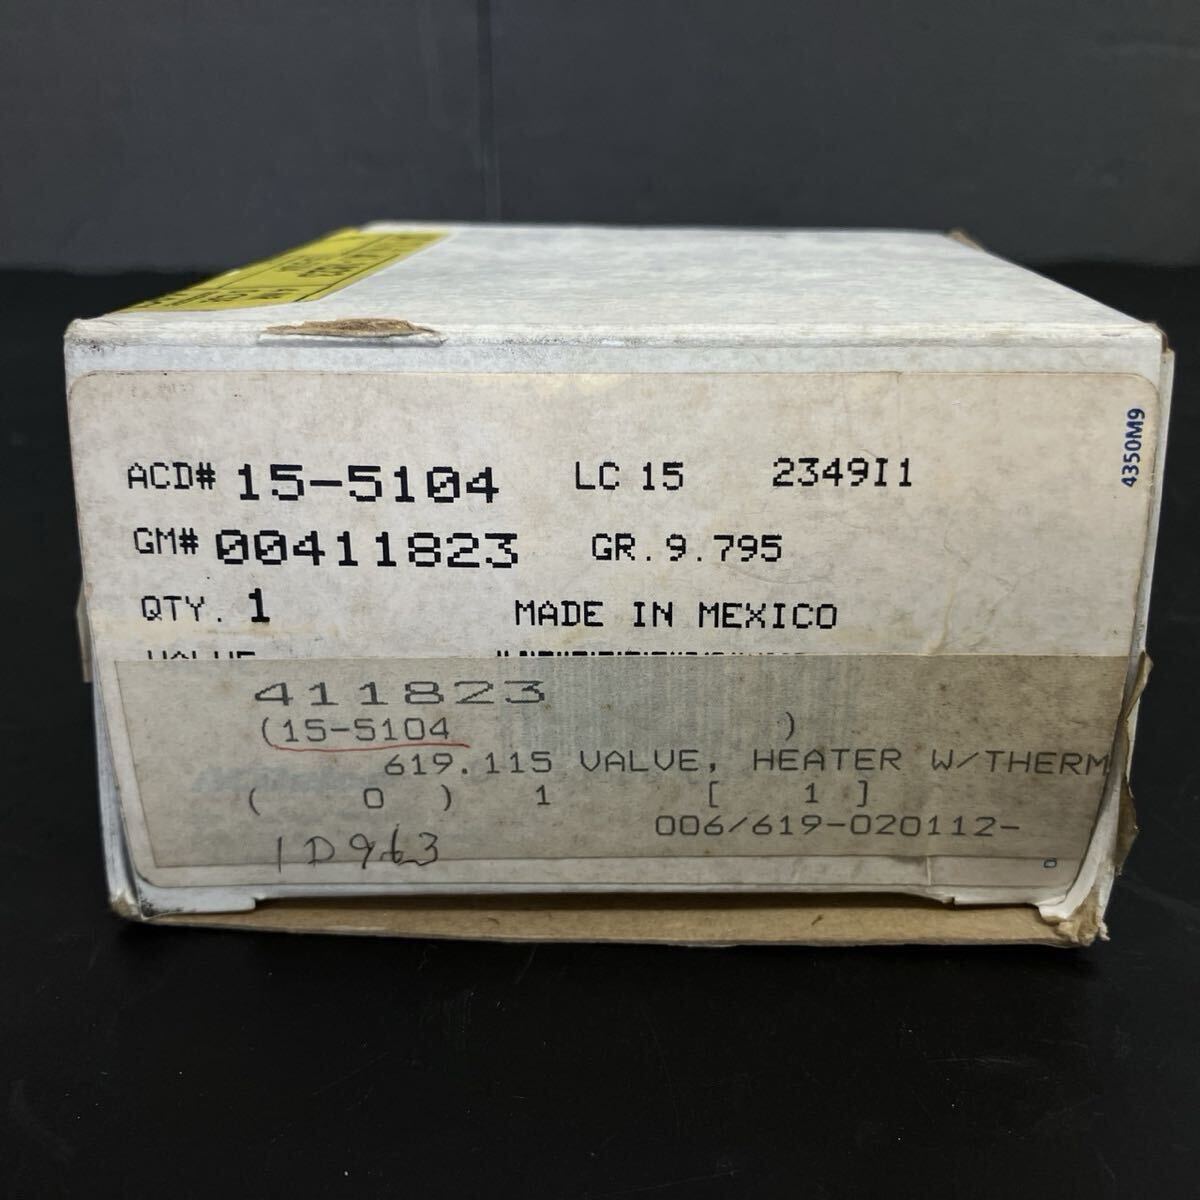 ACD# 15-5104 LC 15 2349I1
GM# 00411823 GR. 9.795
QTY. 1 MADE IN MEXICO
VALVE
411823
(15-5104 )
619.115 VALVE, HEATER W/THERM
( 0 ) 1 [ 1 ]
006/619-020112-
1D963
4350M9